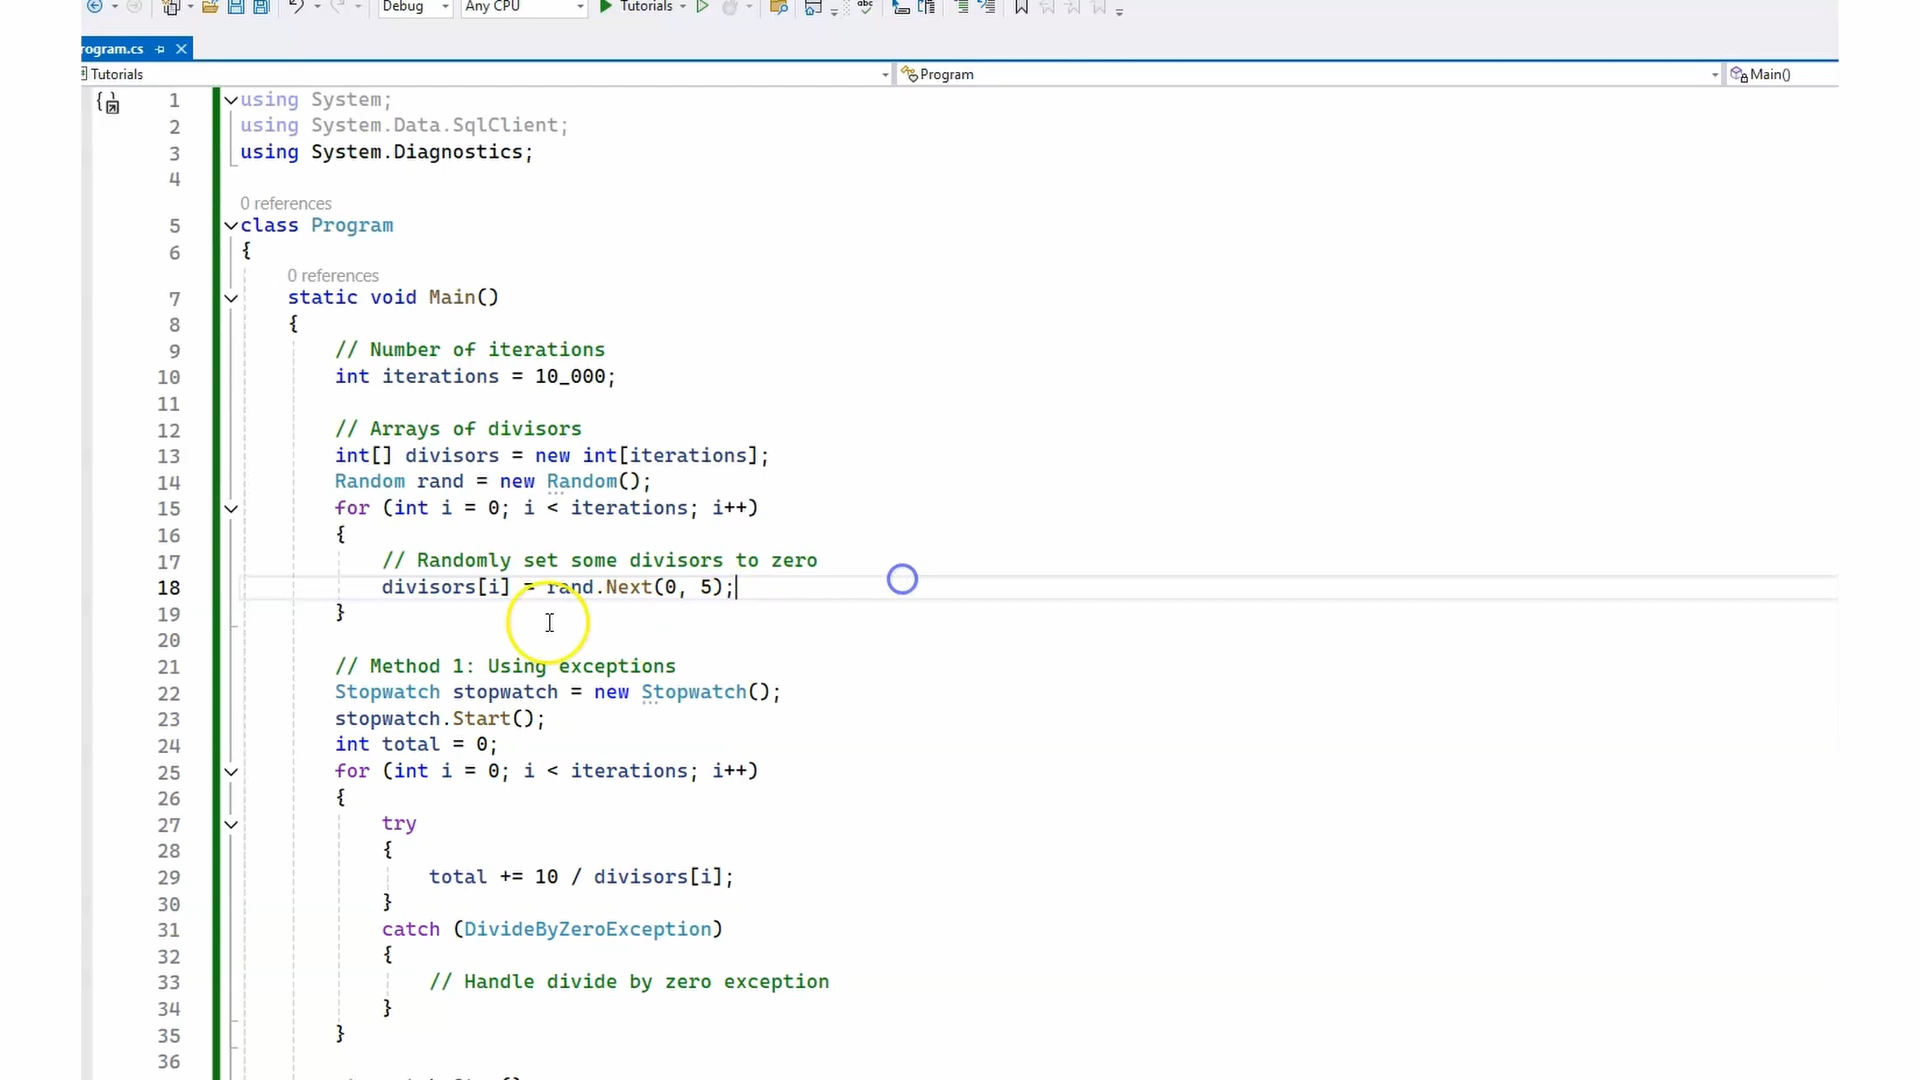 Debug Any CPU Tutorials
rogram.cs
Tutorials Program Main()
1 using System;
2 using System.Data.SqlClient;
3 using System.Diagnostics;
4
0 references
5 class Program
6 {
0 references
7 static void Main()
8 {
9 // Number of iterations
10 int iterations = 10_000;
11
12 // Arrays of divisors
13 int[] divisors = new int[iterations];
14 Random rand = new Random();
15 for (int i = 0; i < iterations; i++)
16 {
17 // Randomly set some divisors to zero
18 divisors[i] = rand.Next(0, 5);
19 }
20
21 // Method 1: Using exceptions
22 Stopwatch stopwatch = new Stopwatch();
23 stopwatch.Start();
24 int total = 0;
25 for (int i = 0; i < iterations; i++)
26 {
27 try
28 {
29 total += 10 / divisors[i];
30 }
31 catch (DivideByZeroException)
32 {
33 // Handle divide by zero exception
34 }
35 }
36